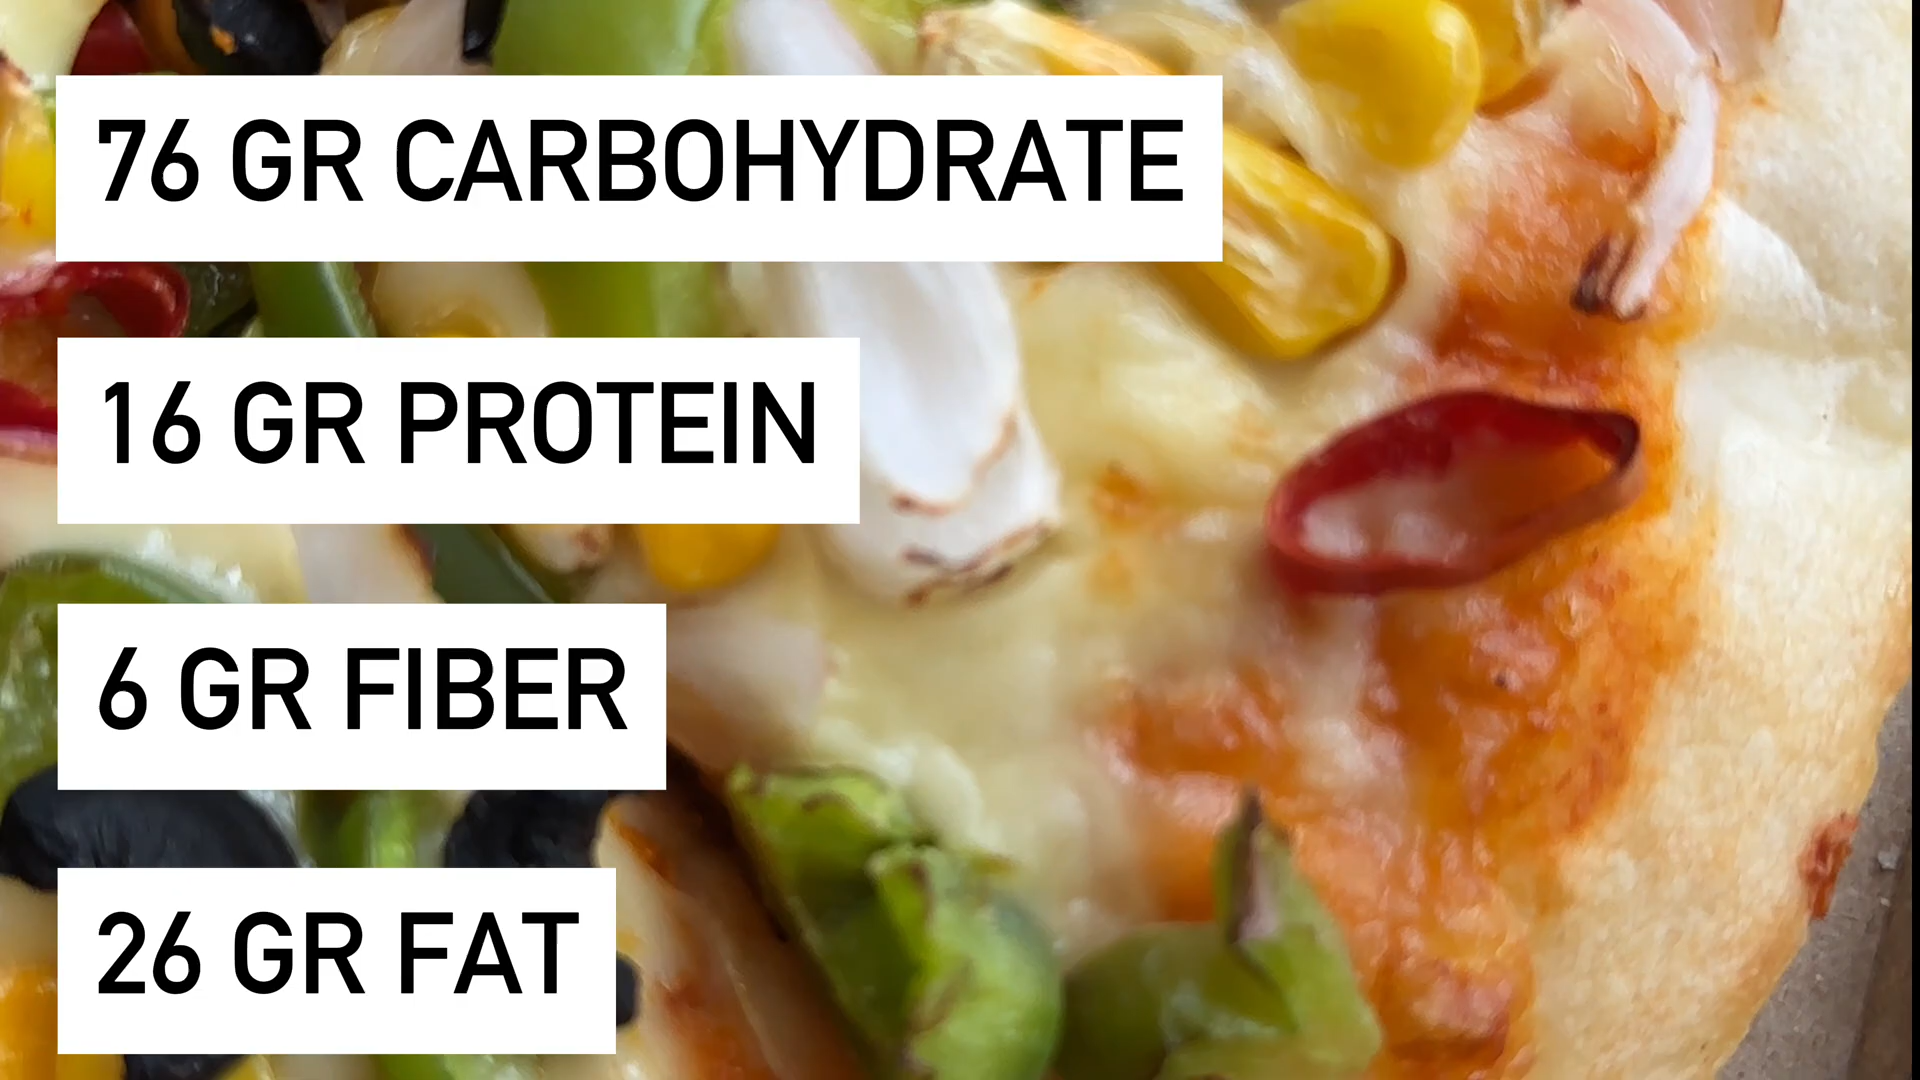 76 GR CARBOHYDRATE
16 GR PROTEIN
6 GR FIBER
26 GR FAT